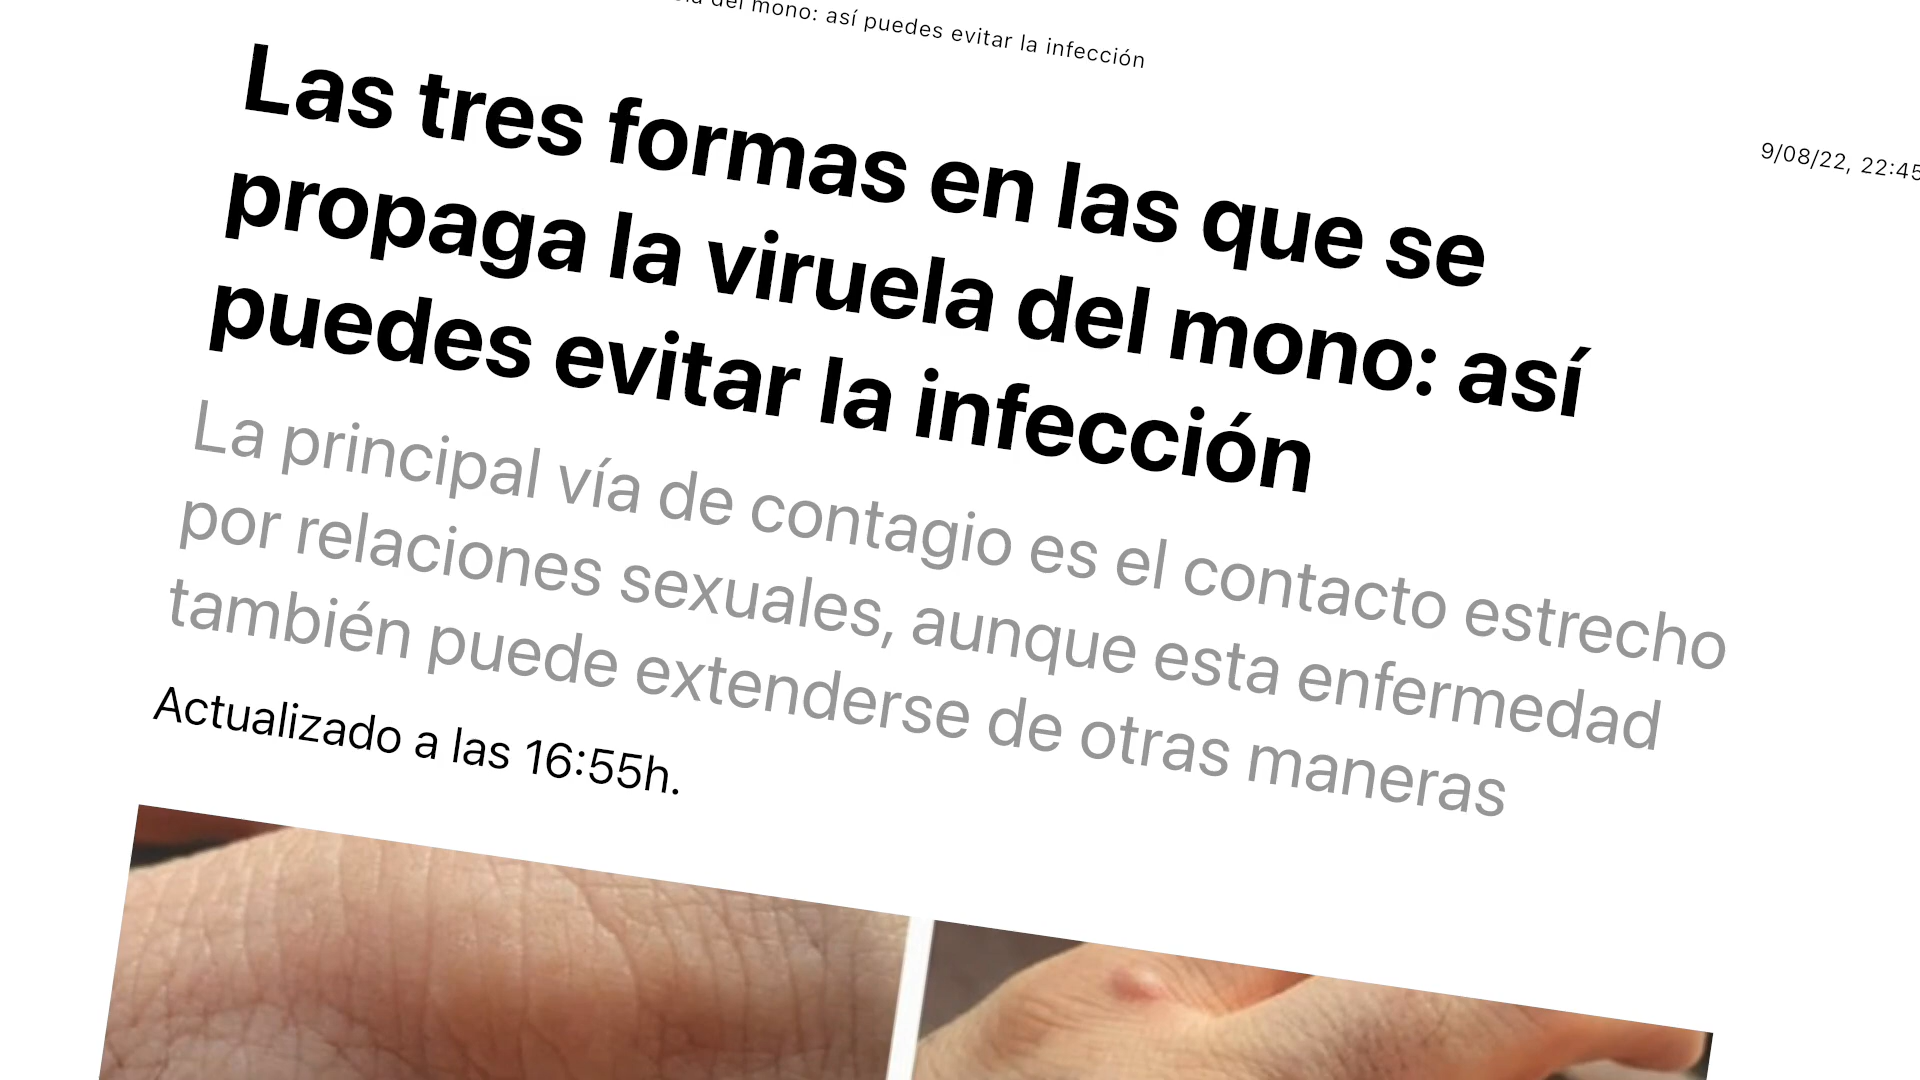 del mono: así puedes evitar la infección
9/08/22, 22:45
Las tres formas en las que se
propaga la viruela del mono: así
puedes evitar la infección
La principal vía de contagio es el contacto estrecho
por relaciones sexuales, aunque esta enfermedad
también puede extenderse de otras maneras
Actualizado a las 16:55h.